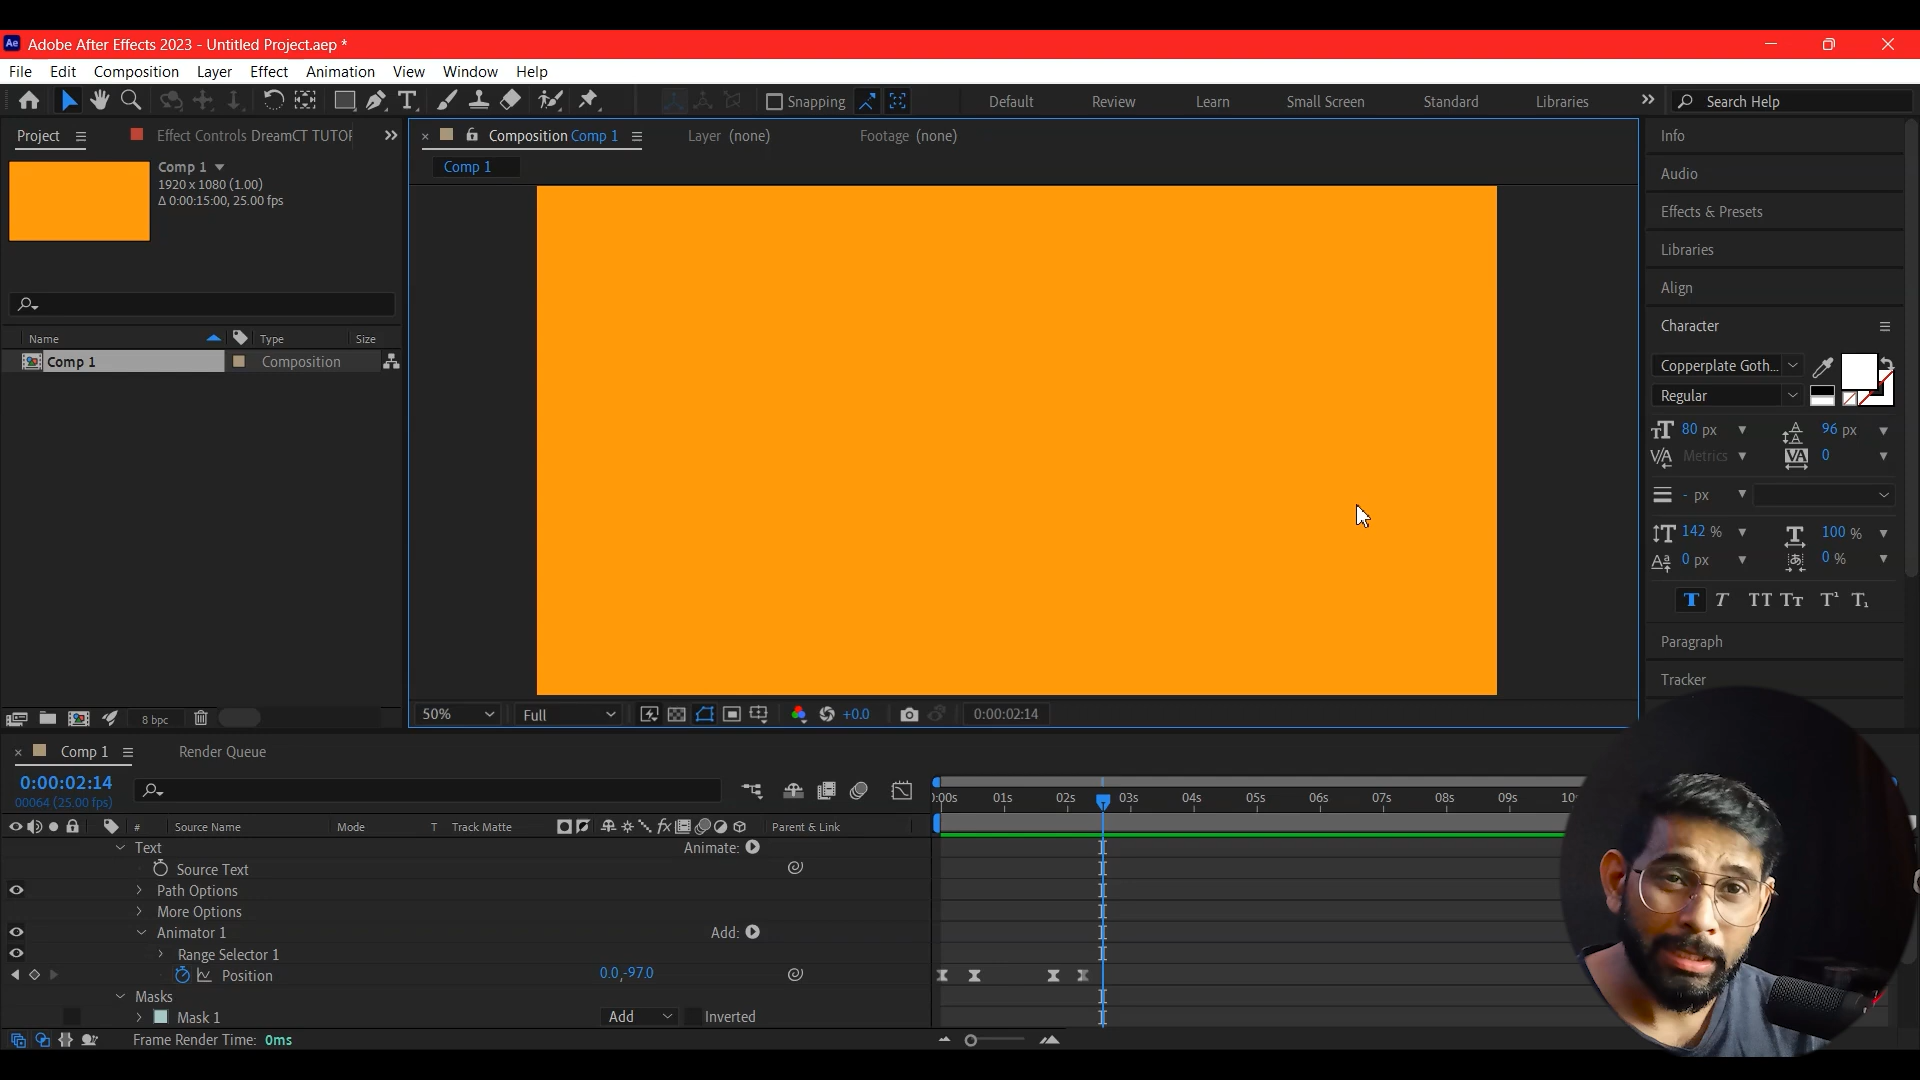 Ae Adobe After Effects 2023 - Untitled Project.aep *
File Edit Composition Layer Effect Animation View Window Help
Snapping Default Review Learn Small Screen Standard Libraries Search Help
Project Effect Controls DreamCT TUTOR
Composition Comp 1 Layer (none) Footage (none)
Comp 1
Comp 1
1920 x 1080 (1.00)
Δ 0:00:15:00, 25.00 fps
Name Type Size
Comp 1 Composition
8 bpc
50% Full +0.0 0:00:02:14
Info
Audio
Effects & Presets
Libraries
Align
Character
Copperplate Goth...
Regular
80 px 96 px
Metrics 0
- px
142 % 100 %
0 px 0 %
T T TT Tт T¹ T₁
Paragraph
Tracker
Comp 1 Render Queue
0:00:02:14
00064 (25.00 fps)
:00s 01s 02s 03s 04s 05s 06s 07s 08s 09s 10
# Source Name Mode T Track Matte Parent & Link
Text Animate:
Source Text
Path Options
More Options
Animator 1 Add:
Range Selector 1
Position 0.0,-97.0
Masks
Mask 1 Add Inverted
Frame Render Time: 0ms